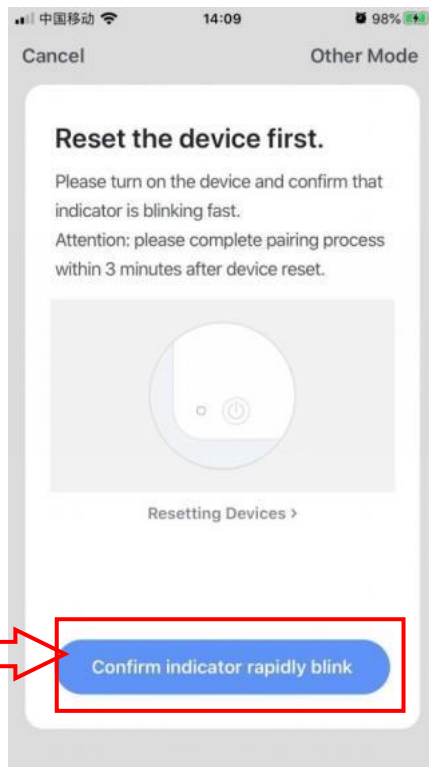 中国移动 14:09 98%
Cancel Other Mode
Reset the device first.
Please turn on the device and confirm that
indicator is blinking fast.
Attention: please complete pairing process
within 3 minutes after device reset.
Resetting Devices >
Confirm indicator rapidly blink